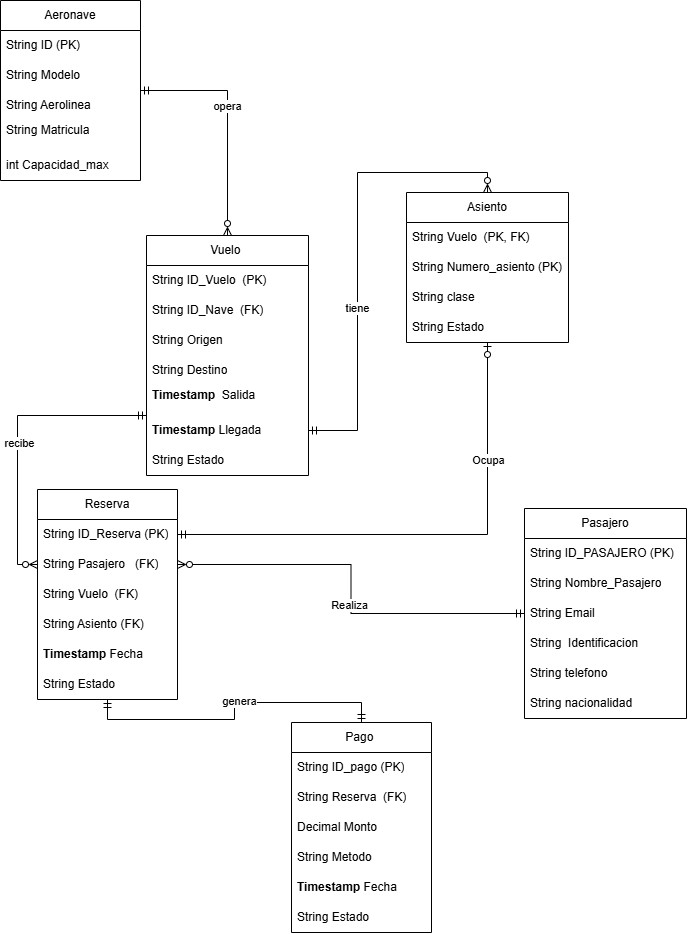 Aeronave
String ID (PK)
String Modelo
String Aerolinea
String Matricula
int Capacidad_max
opera
Vuelo
String ID_Vuelo (PK)
String ID_Nave (FK)
String Origen
String Destino
Timestamp Salida
Timestamp Llegada
String Estado
tiene
Asiento
String Vuelo (PK, FK)
String Numero_asiento (PK)
String clase
String Estado
recibe
Ocupa
Reserva
String ID_Reserva (PK)
String Pasajero (FK)
String Vuelo (FK)
String Asiento (FK)
Timestamp Fecha
String Estado
Realiza
Pasajero
String ID_PASAJERO (PK)
String Nombre_Pasajero
String Email
String Identificacion
String telefono
String nacionalidad
genera
Pago
String ID_pago (PK)
String Reserva (FK)
Decimal Monto
String Metodo
Timestamp Fecha
String Estado